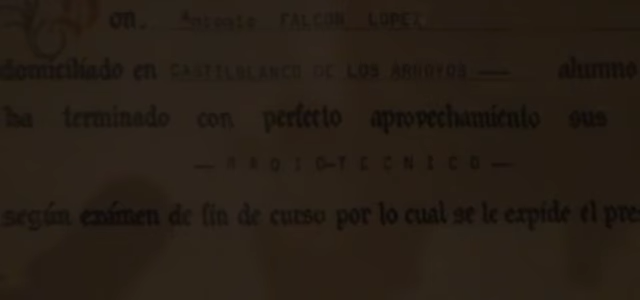 on. Antonio FALCON LOPEZ
domiciliado en CASTILBLANCO DE LOS ARROYOS — alumno
ha terminado con perfecto aprovechamiento sus
— RADIO-TECNICO —
según exámen de fin de curso por lo cual se le expide el pre